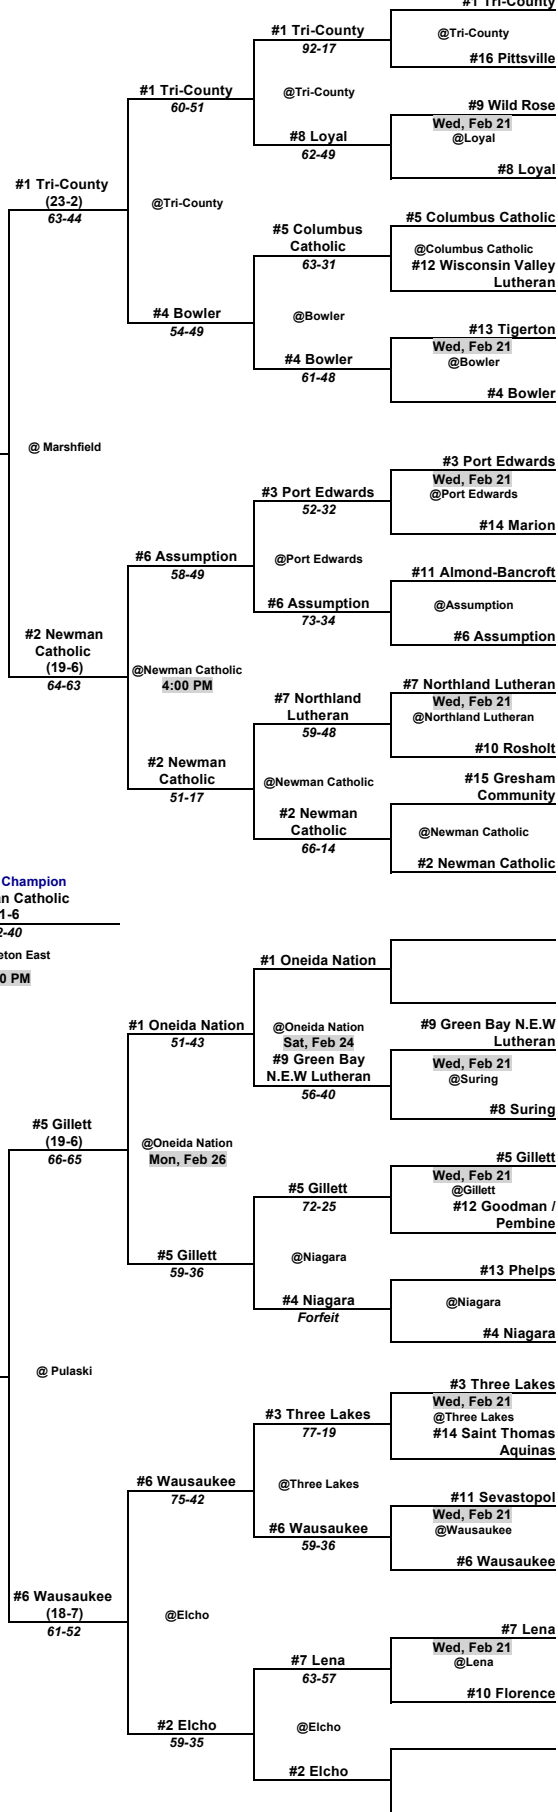 #1 Tri-County
#1 Tri-County
92-17
@Tri-County
#16 Pittsville
#1 Tri-County
60-51
@Tri-County
#9 Wild Rose
Wed, Feb 21
@Loyal
#8 Loyal
62-49
#8 Loyal
#1 Tri-County
(23-2)
63-44
@Tri-County
#5 Columbus Catholic
#5 Columbus
Catholic
63-31
@Columbus Catholic
#12 Wisconsin Valley
Lutheran
#4 Bowler
54-49
@Bowler
#13 Tigerton
Wed, Feb 21
@Bowler
#4 Bowler
61-48
#4 Bowler
@ Marshfield
#3 Port Edwards
Wed, Feb 21
@Port Edwards
#3 Port Edwards
52-32
#14 Marion
#6 Assumption
58-49
@Port Edwards
#11 Almond-Bancroft
#6 Assumption
73-34
@Assumption
#6 Assumption
#2 Newman
Catholic
(19-6)
64-63
@Newman Catholic
4:00 PM
#7 Northland Lutheran
#7 Northland
Lutheran
59-48
Wed, Feb 21
@Northland Lutheran
#10 Rosholt
#2 Newman
Catholic
51-17
@Newman Catholic
#15 Gresham
Community
#2 Newman
Catholic
66-14
@Newman Catholic
#2 Newman Catholic
Champion
Catholic
1-6
-40
East
PM
#1 Oneida Nation
#1 Oneida Nation
51-43
@Oneida Nation
Sat, Feb 24
#9 Green Bay
N.E.W Lutheran
56-40
#9 Green Bay N.E.W
Lutheran
Wed, Feb 21
@Suring
#8 Suring
#5 Gillett
(19-6)
66-65
@Oneida Nation
Mon, Feb 26
#5 Gillett
Wed, Feb 21
@Gillett
#5 Gillett
72-25
#12 Goodman /
Pembine
#5 Gillett
59-36
@Niagara
#13 Phelps
#4 Niagara
Forfeit
@Niagara
#4 Niagara
@ Pulaski
#3 Three Lakes
Wed, Feb 21
@Three Lakes
#3 Three Lakes
77-19
#14 Saint Thomas
Aquinas
#6 Wausaukee
75-42
@Three Lakes
#11 Sevastopol
Wed, Feb 21
@Wausaukee
#6 Wausaukee
59-36
#6 Wausaukee
#6 Wausaukee
(18-7)
61-52
@Elcho
#7 Lena
Wed, Feb 21
@Lena
#7 Lena
63-57
#10 Florence
#2 Elcho
59-35
@Elcho
#2 Elcho